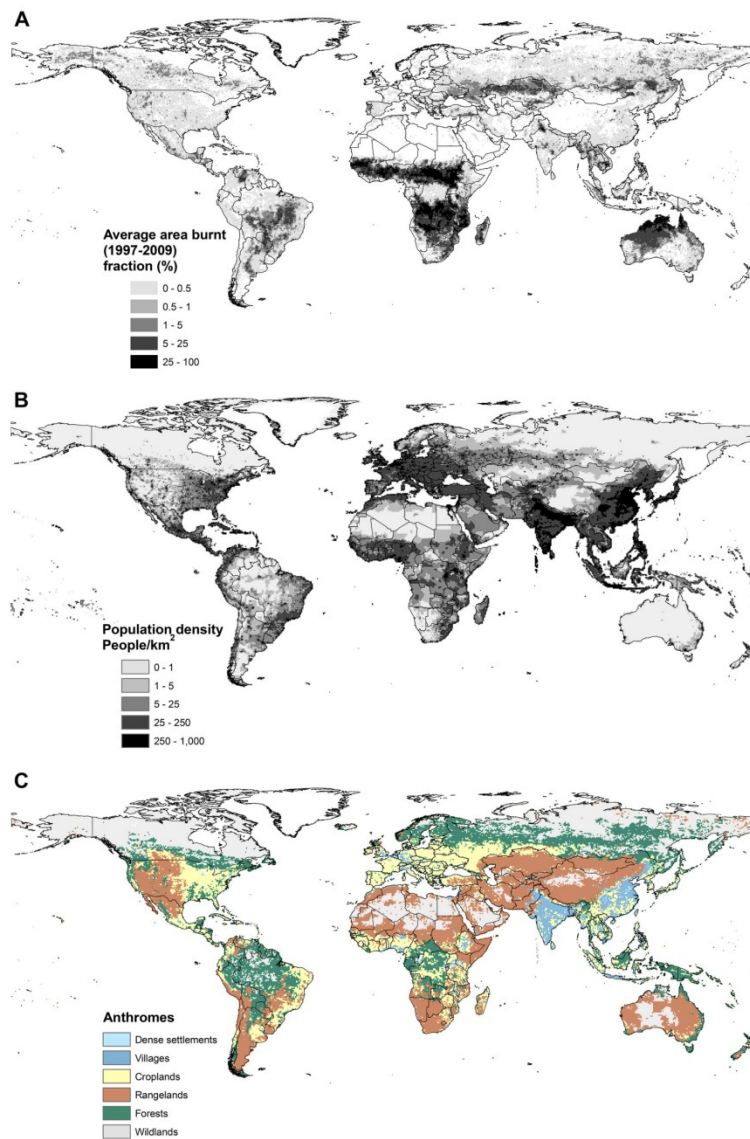 A
Average area burnt
(1997-2009)
fraction (%)
0 - 0.5
0.5 - 1
1 - 5
5 - 25
25 - 100
B
Population density
People/km²
0 - 1
1 - 5
5 - 25
25 - 250
250 - 1,000
C
Anthromes
Dense settlements
Villages
Croplands
Rangelands
Forests
Wildlands